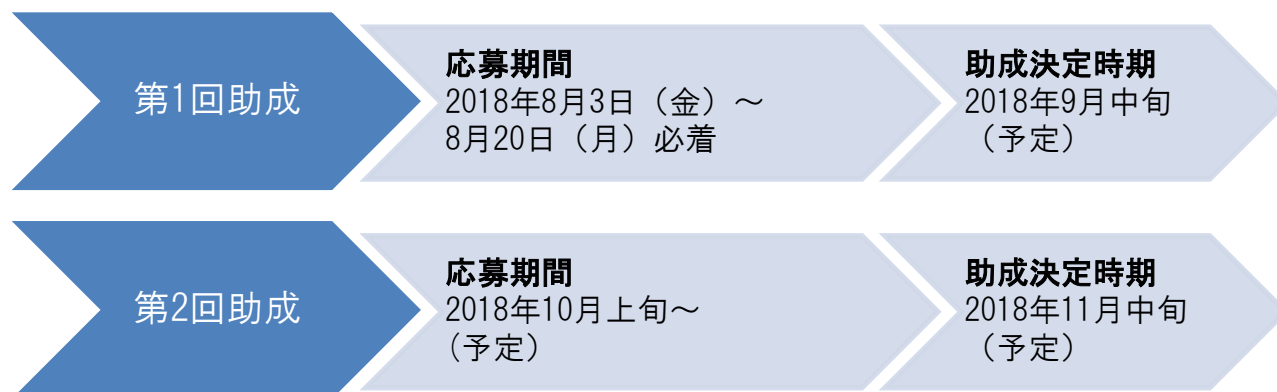 第1回助成
応募期間
2018年8月3日（金）～
8月20日（月）必着
助成決定時期
2018年9月中旬
（予定）
第2回助成
応募期間
2018年10月上旬～
(予定）
助成決定時期
2018年11月中旬
（予定）